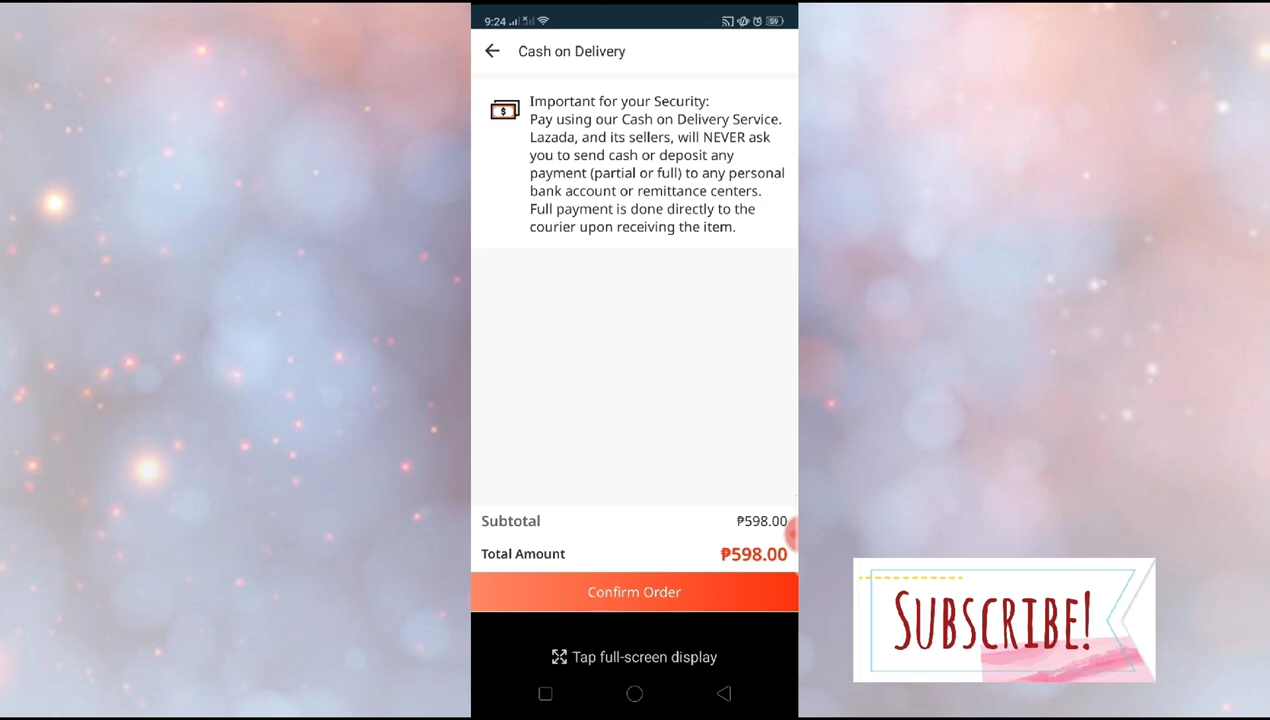 9:24
59
Cash on Delivery
Important for your Security:
Pay using our Cash on Delivery Service.
Lazada, and its sellers, will NEVER ask
you to send cash or deposit any
payment (partial or full) to any personal
bank account or remittance centers.
Full payment is done directly to the
courier upon receiving the item.
Subtotal ₱598.00
Total Amount ₱598.00
Confirm Order
Tap full-screen display
SUBSCRIBE!